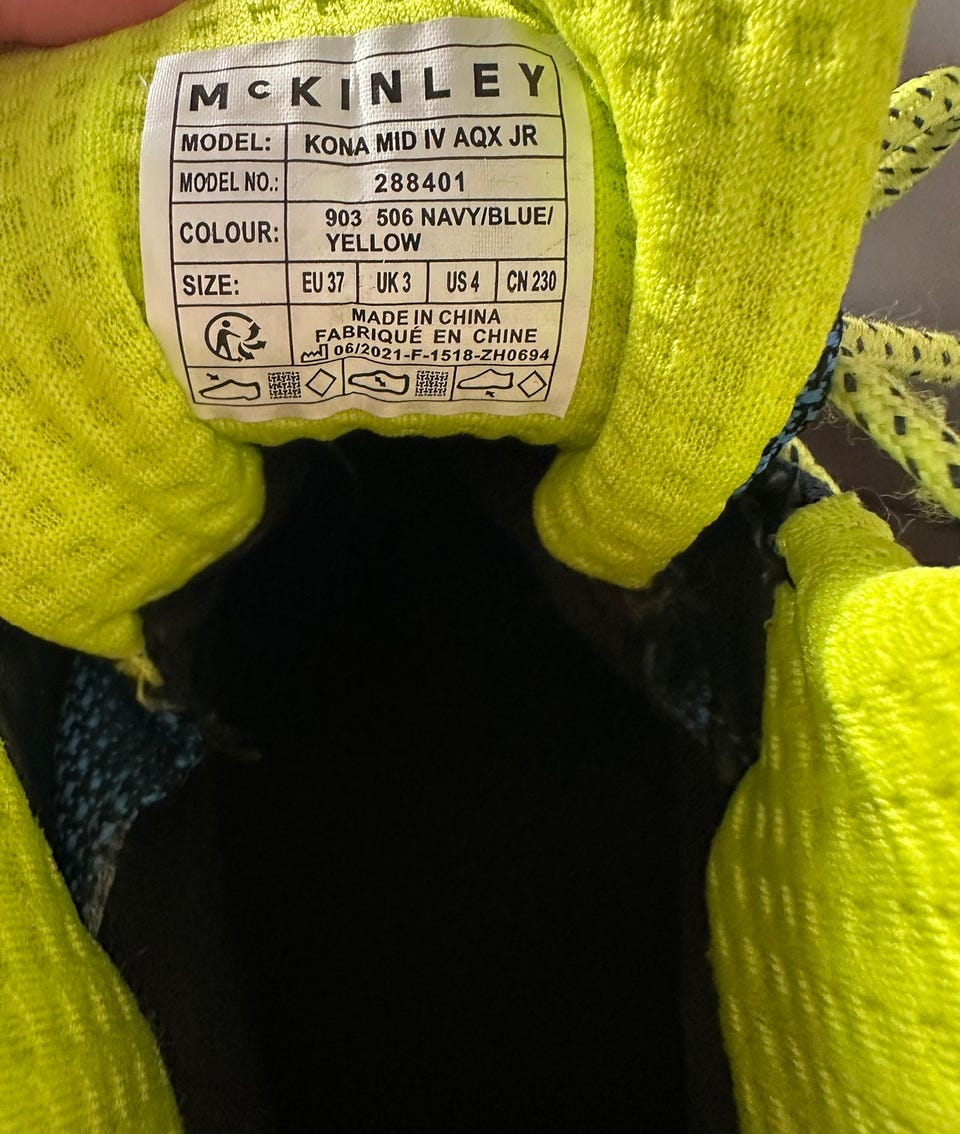 McKINLEY
MODEL: KONA MID IV AQX JR
MODEL NO.: 288401
COLOUR: 903 506 NAVY/BLUE/
YELLOW
SIZE: EU 37 UK 3 US 4 CN 230
MADE IN CHINA
FABRIQUÉ EN CHINE
06/2021-F-1518-ZH0694